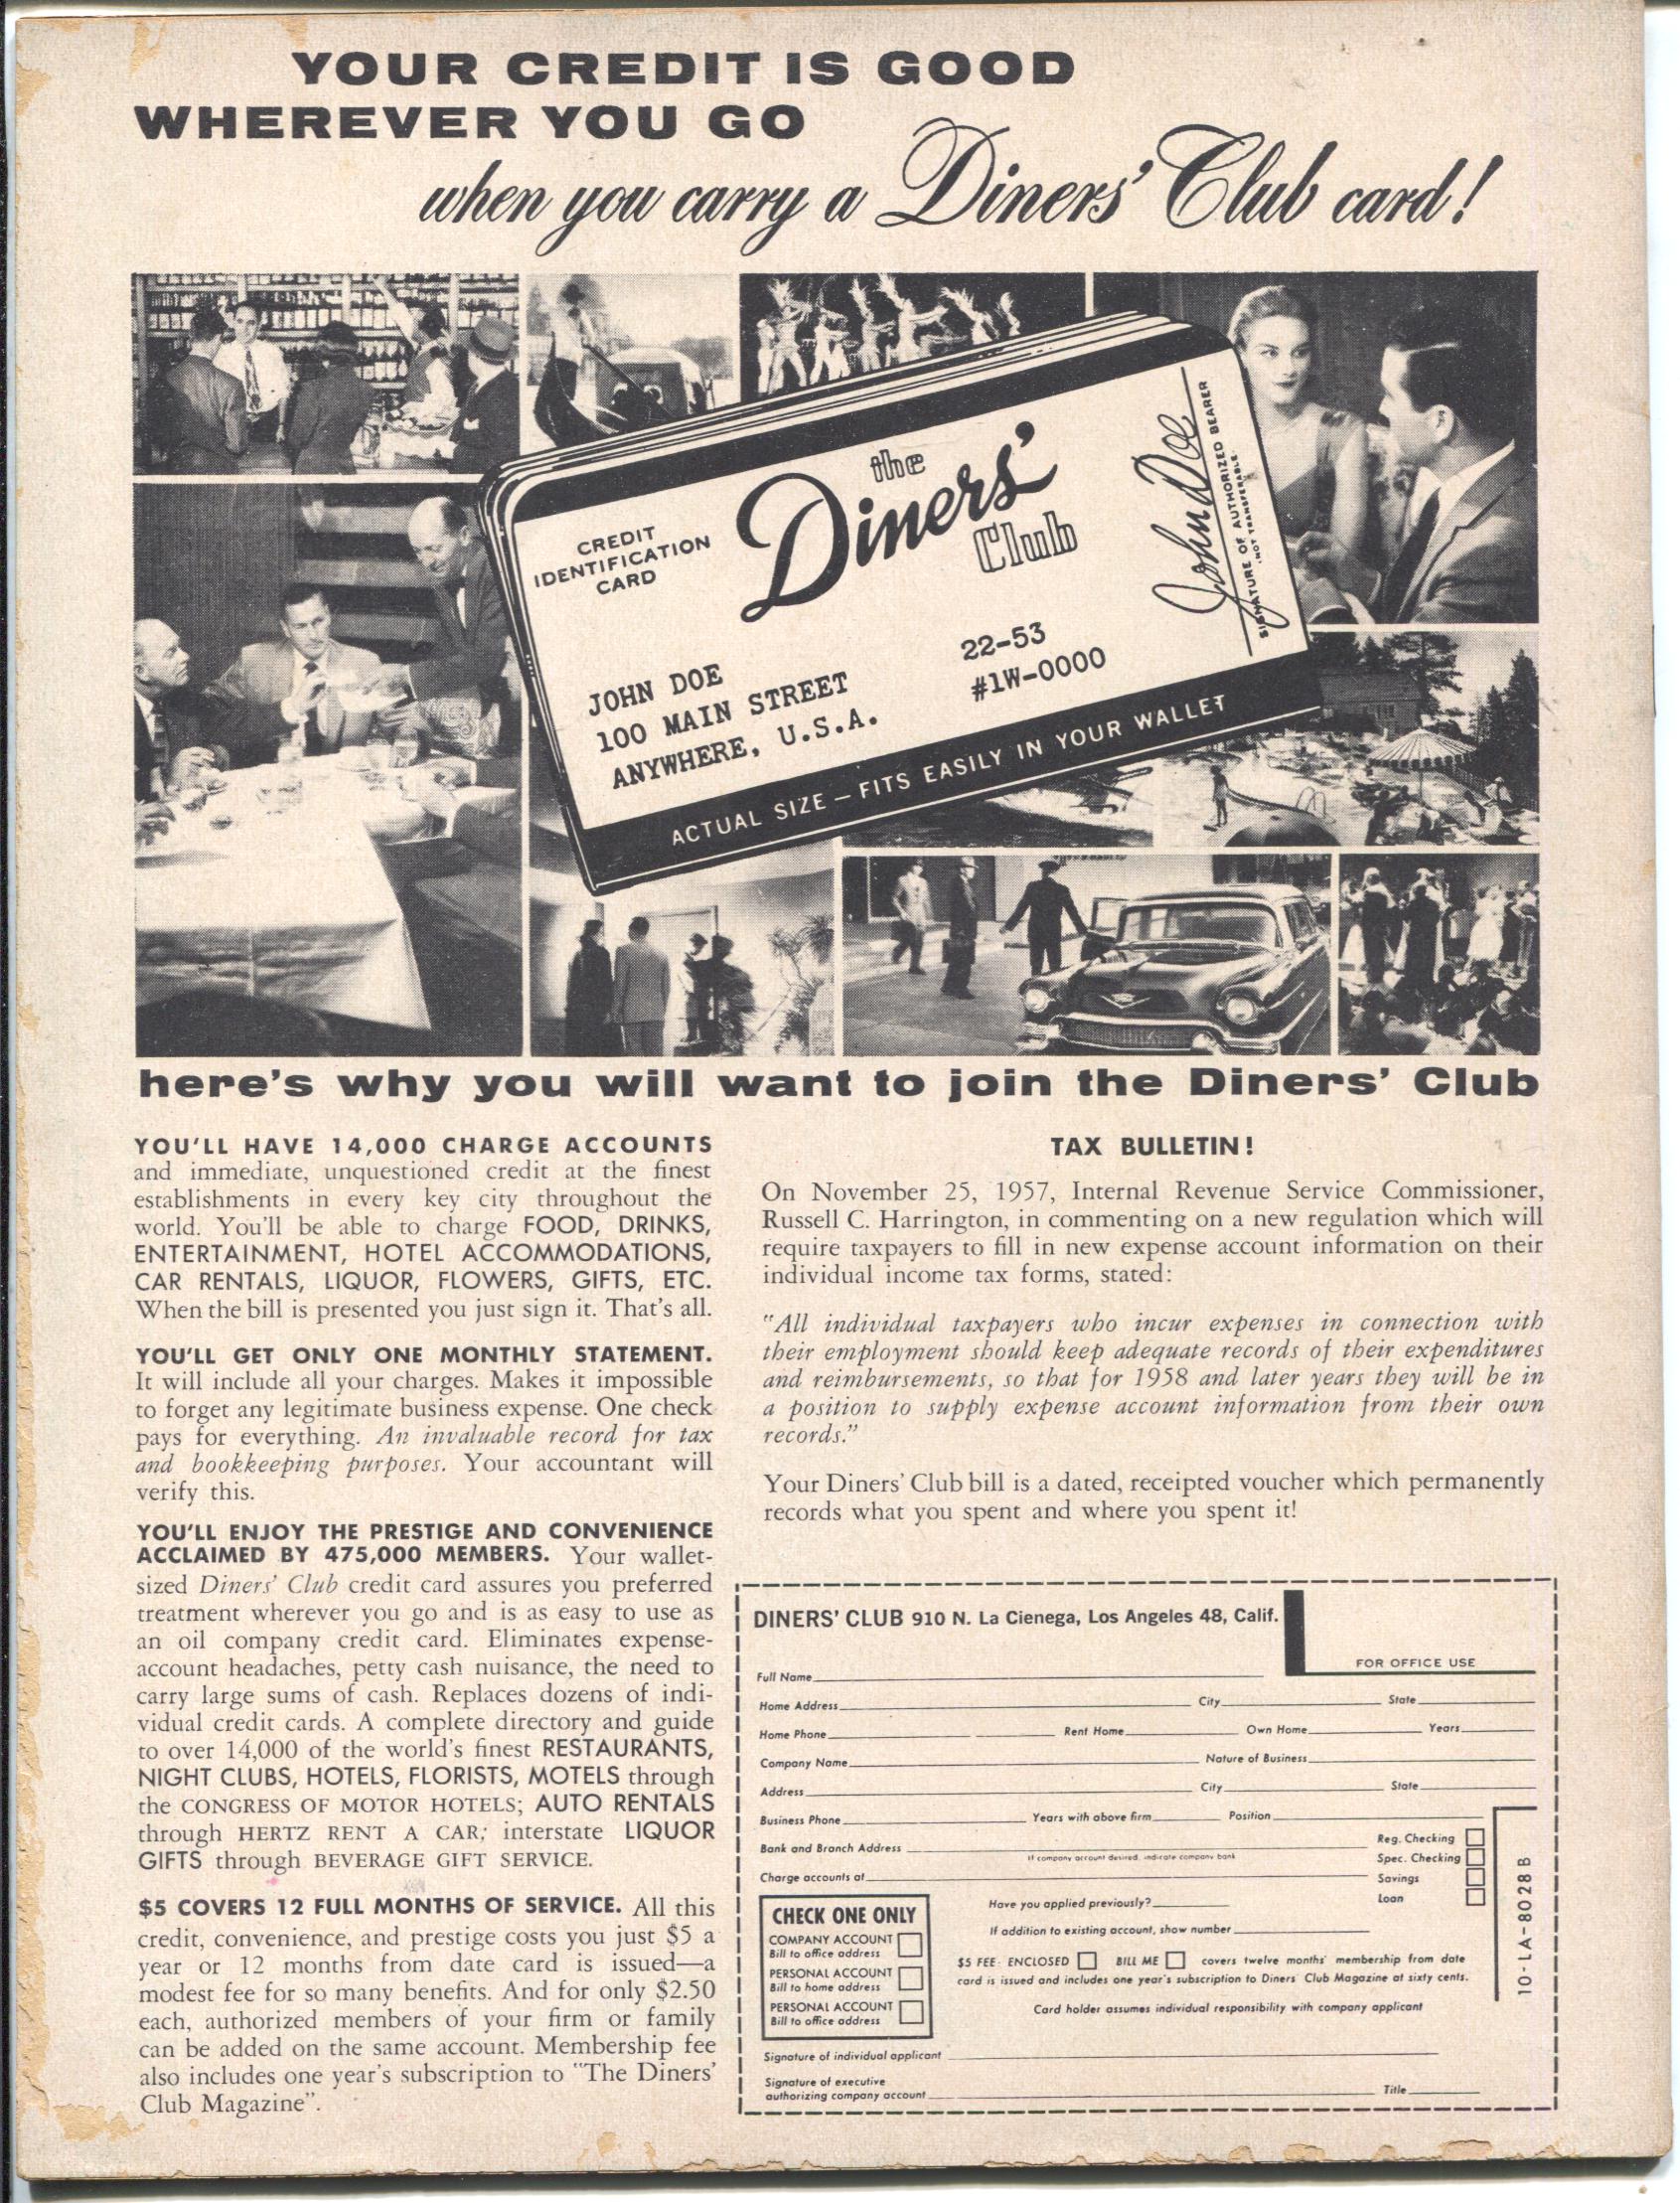 YOUR CREDIT IS GOOD
WHEREVER YOU GO
when you carry a Diners' Club card!
CREDIT
IDENTIFICATION
CARD
the
Diners'
Club
JOHN DOE
100 MAIN STREET
ANYWHERE, U.S.A.
22-53
#1W-0000
John Doe
SIGNATURE OF AUTHORIZED BEARER
·NOT TRANSFERABLE·
ACTUAL SIZE — FITS EASILY IN YOUR WALLET
here's why you will want to join the Diners' Club
YOU'LL HAVE 14,000 CHARGE ACCOUNTS
and immediate, unquestioned credit at the finest
establishments in every key city throughout the
world. You'll be able to charge FOOD, DRINKS,
ENTERTAINMENT, HOTEL ACCOMMODATIONS,
CAR RENTALS, LIQUOR, FLOWERS, GIFTS, ETC.
When the bill is presented you just sign it. That's all.
YOU'LL GET ONLY ONE MONTHLY STATEMENT.
It will include all your charges. Makes it impossible
to forget any legitimate business expense. One check
pays for everything. An invaluable record for tax
and bookkeeping purposes. Your accountant will
verify this.
YOU'LL ENJOY THE PRESTIGE AND CONVENIENCE
ACCLAIMED BY 475,000 MEMBERS. Your wallet-
sized Diners' Club credit card assures you preferred
treatment wherever you go and is as easy to use as
an oil company credit card. Eliminates expense-
account headaches, petty cash nuisance, the need to
carry large sums of cash. Replaces dozens of indi-
vidual credit cards. A complete directory and guide
to over 14,000 of the world's finest RESTAURANTS,
NIGHT CLUBS, HOTELS, FLORISTS, MOTELS through
the CONGRESS OF MOTOR HOTELS; AUTO RENTALS
through HERTZ RENT A CAR; interstate LIQUOR
GIFTS through BEVERAGE GIFT SERVICE.
$5 COVERS 12 FULL MONTHS OF SERVICE. All this
credit, convenience, and prestige costs you just $5 a
year or 12 months from date card is issued—a
modest fee for so many benefits. And for only $2.50
each, authorized members of your firm or family
can be added on the same account. Membership fee
also includes one year's subscription to "The Diners'
Club Magazine".
TAX BULLETIN!
On November 25, 1957, Internal Revenue Service Commissioner,
Russell C. Harrington, in commenting on a new regulation which will
require taxpayers to fill in new expense account information on their
individual income tax forms, stated:
"All individual taxpayers who incur expenses in connection with
their employment should keep adequate records of their expenditures
and reimbursements, so that for 1958 and later years they will be in
a position to supply expense account information from their own
records."
Your Diners' Club bill is a dated, receipted voucher which permanently
records what you spent and where you spent it!
DINERS' CLUB 910 N. La Cienega, Los Angeles 48, Calif.
FOR OFFICE USE
Full Name
Home Address City State
Home Phone Rent Home Own Home Years
Company Name Nature of Business
Address City State
Business Phone Years with above firm Position
Bank and Branch Address
If company account desired, indicate company bank
Reg. Checking
Spec. Checking
Savings
Loan
Charge accounts at
10-LA-8028B
CHECK ONE ONLY
COMPANY ACCOUNT
Bill to office address
PERSONAL ACCOUNT
Bill to home address
PERSONAL ACCOUNT
Bill to office address
Have you applied previously?
If addition to existing account, show number
$5 FEE· ENCLOSED BILL ME covers twelve months' membership from date
card is issued and includes one year's subscription to Diners' Club Magazine at sixty cents.
Card holder assumes individual responsibility with company applicant
Signature of individual applicant
Signature of executive
authorizing company account Title